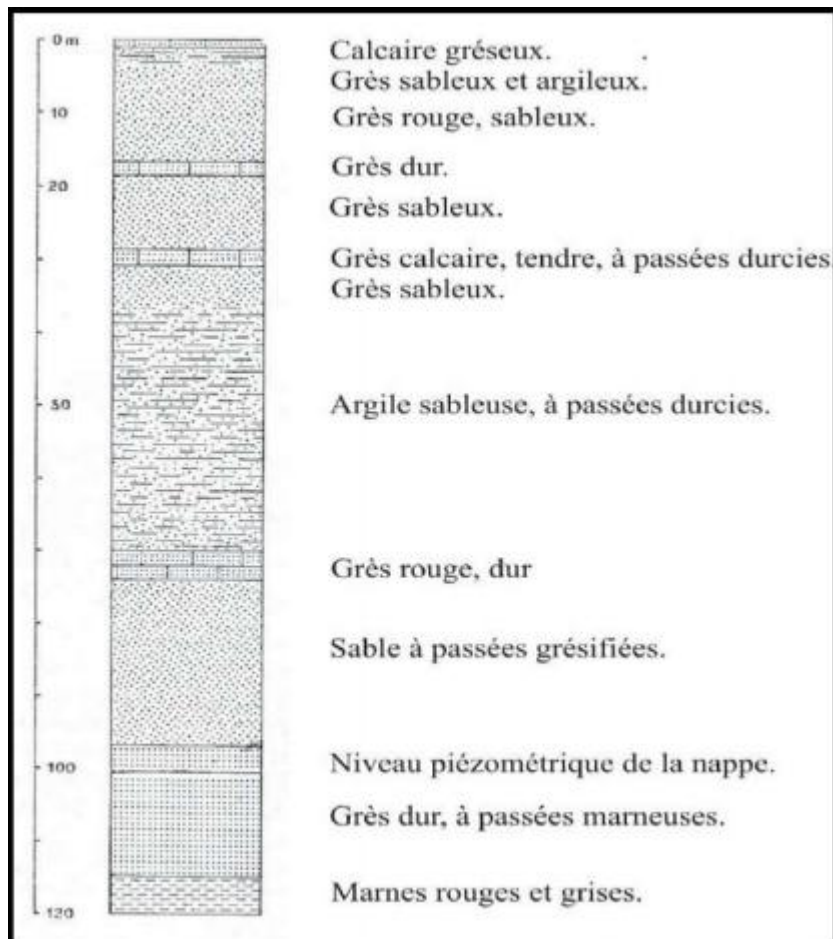 0 m
Calcaire gréseux. .
Grès sableux et argileux.
10
Grès rouge, sableux.
Grès dur.
20
Grès sableux.
Grès calcaire, tendre, à passées durcies
Grès sableux.
50
Argile sableuse, à passées durcies.
Grès rouge, dur
Sable à passées grésifiées.
100
Niveau piézométrique de la nappe.
Grès dur, à passées marneuses.
Marnes rouges et grises.
120